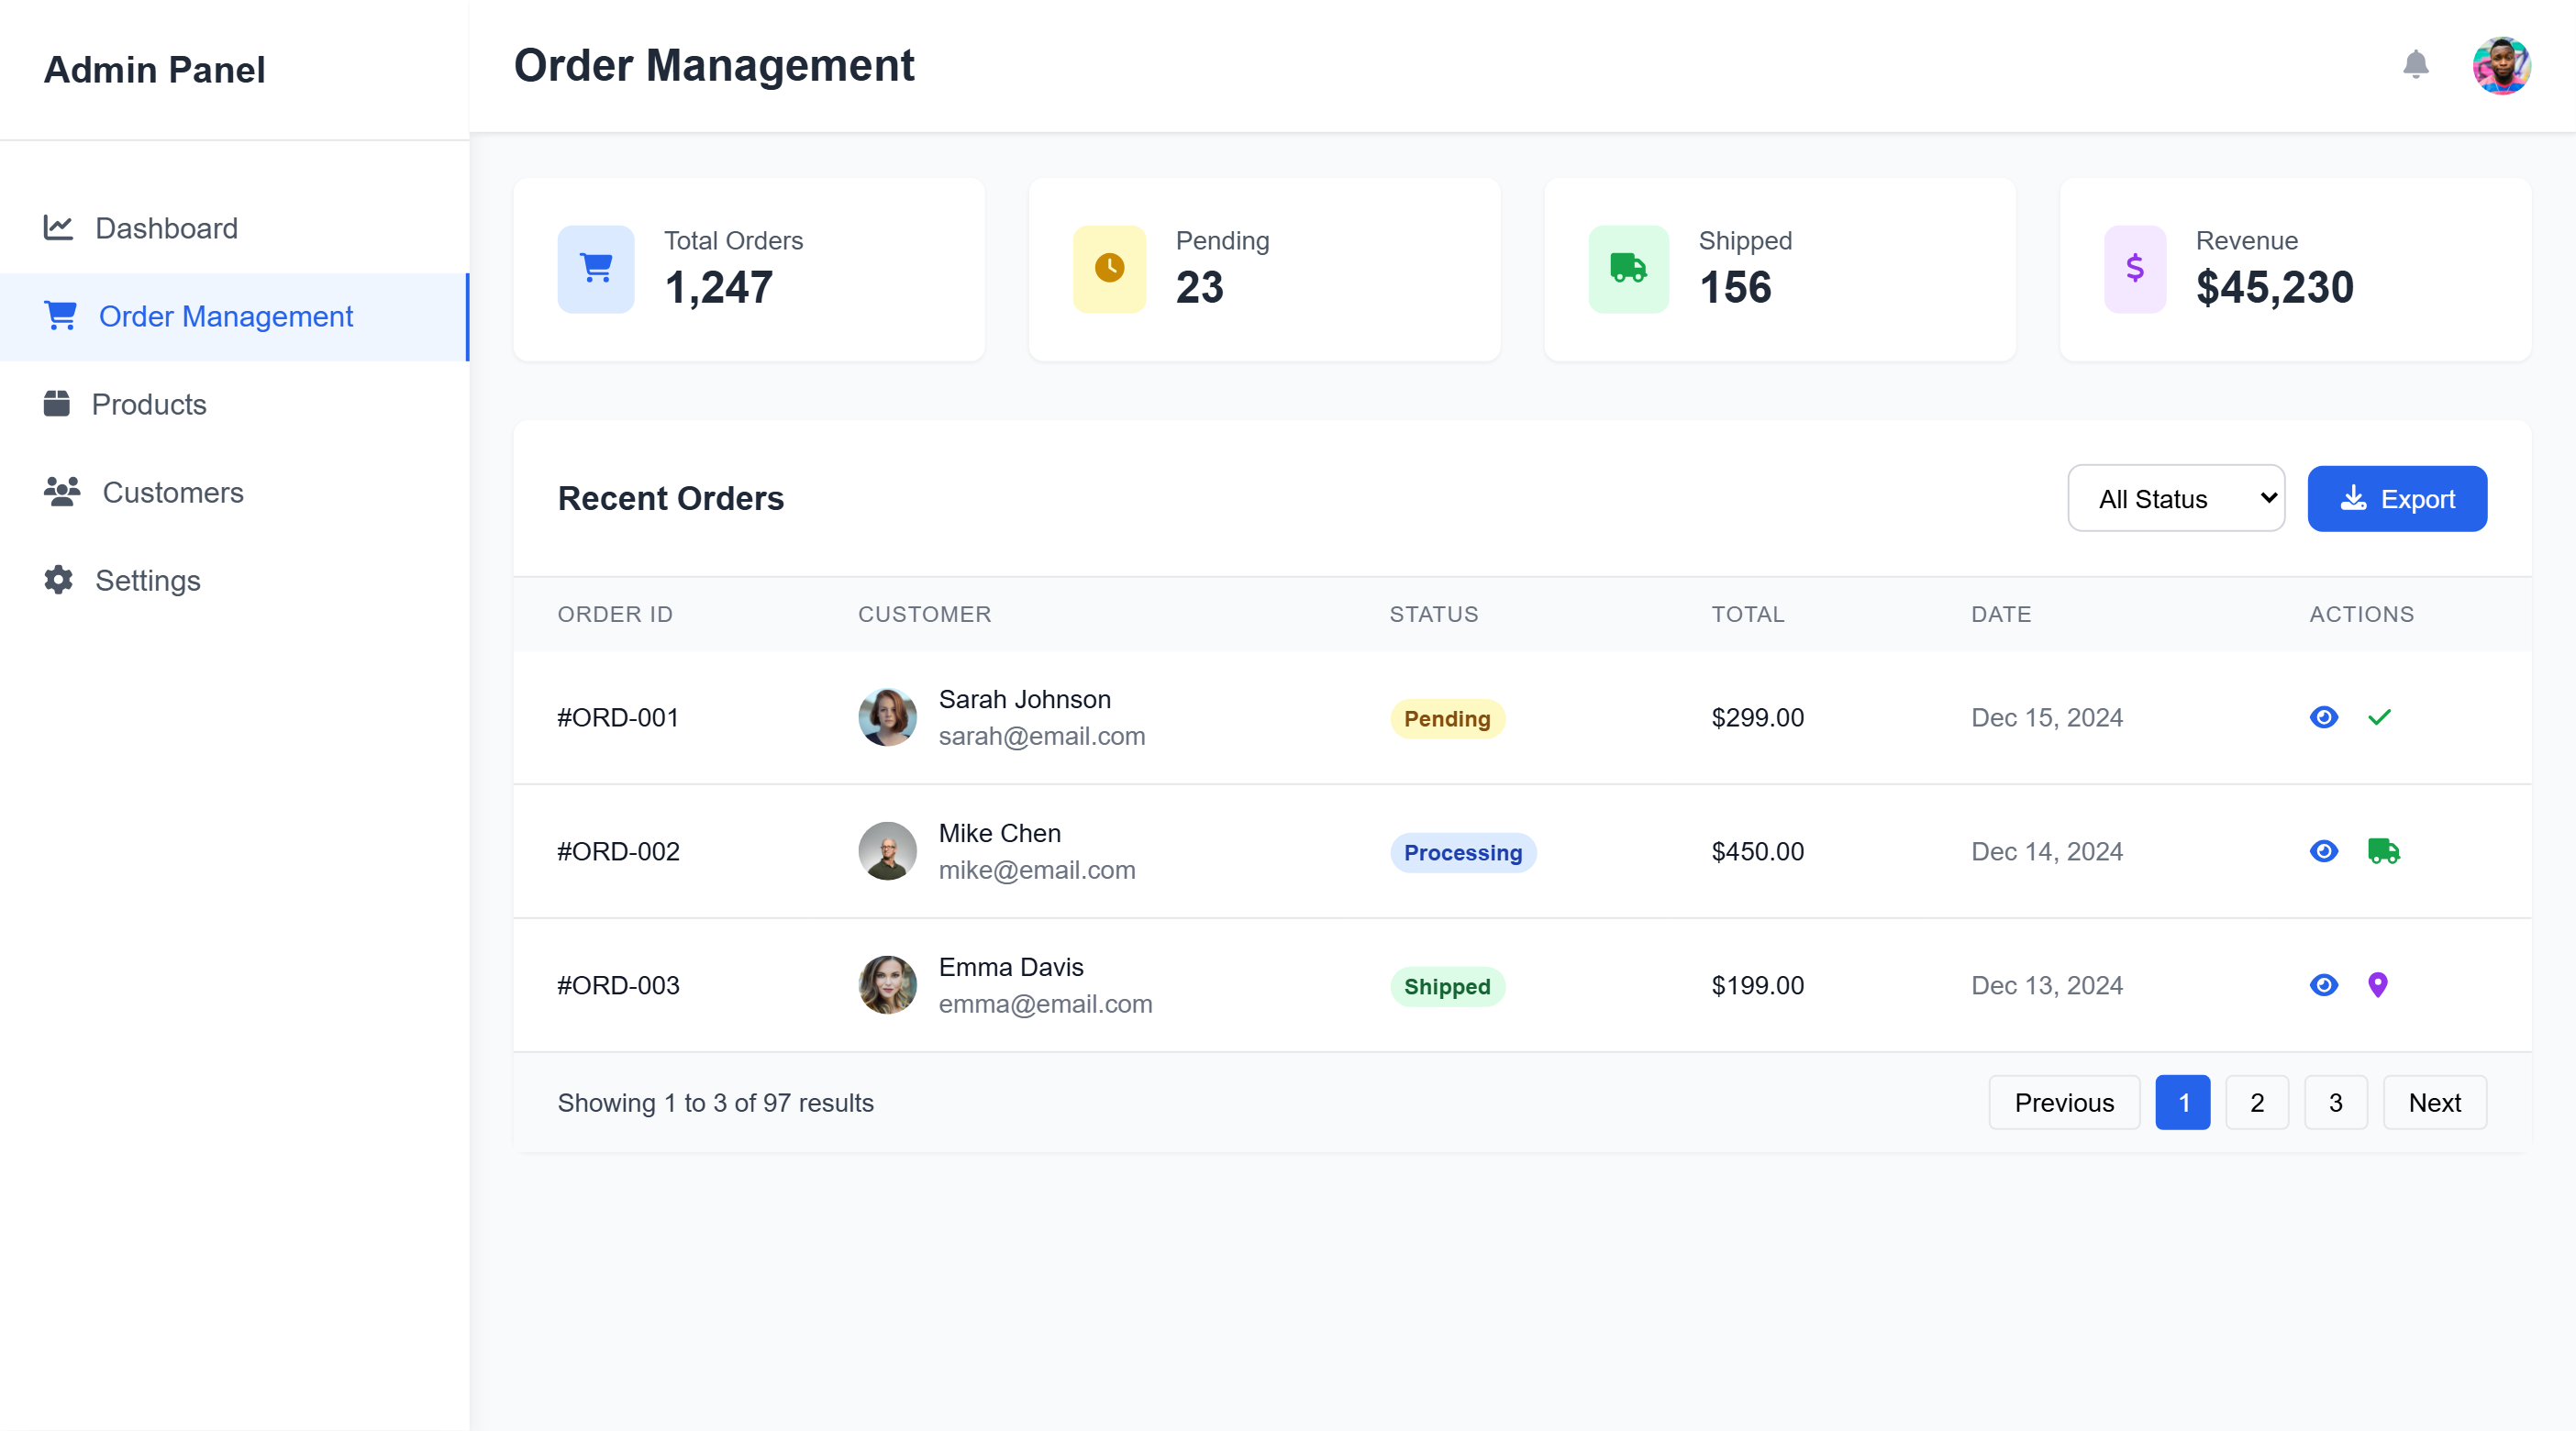 Admin Panel
Dashboard
Order Management
Products
Customers
Settings
Order Management
Total Orders
1,247
Pending
23
Shipped
156
Revenue
$45,230
Recent Orders
All Status
Export
ORDER ID CUSTOMER STATUS TOTAL DATE ACTIONS
#ORD-001 Sarah Johnson Pending $299.00 Dec 15, 2024
sarah@email.com
#ORD-002 Mike Chen Processing $450.00 Dec 14, 2024
mike@email.com
#ORD-003 Emma Davis Shipped $199.00 Dec 13, 2024
emma@email.com
Showing 1 to 3 of 97 results
Previous 1 2 3 Next